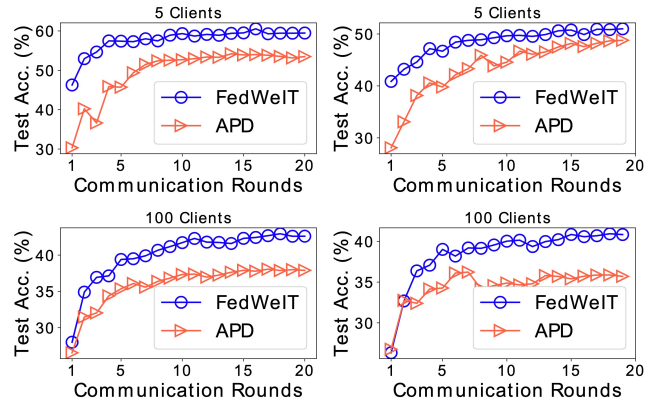 5 Clients
Test Acc. (%)
60
50
40
30
FedWeIT
APD
1 5 10 15 20
Communication Rounds
5 Clients
Test Acc. (%)
50
40
30
FedWeIT
APD
1 5 10 15 20
Communication Rounds
100 Clients
Test Acc. (%)
40
35
30
FedWeIT
APD
1 5 10 15 20
Communication Rounds
100 Clients
Test Acc. (%)
40
35
30
FedWeIT
APD
1 5 10 15 20
Communication Rounds